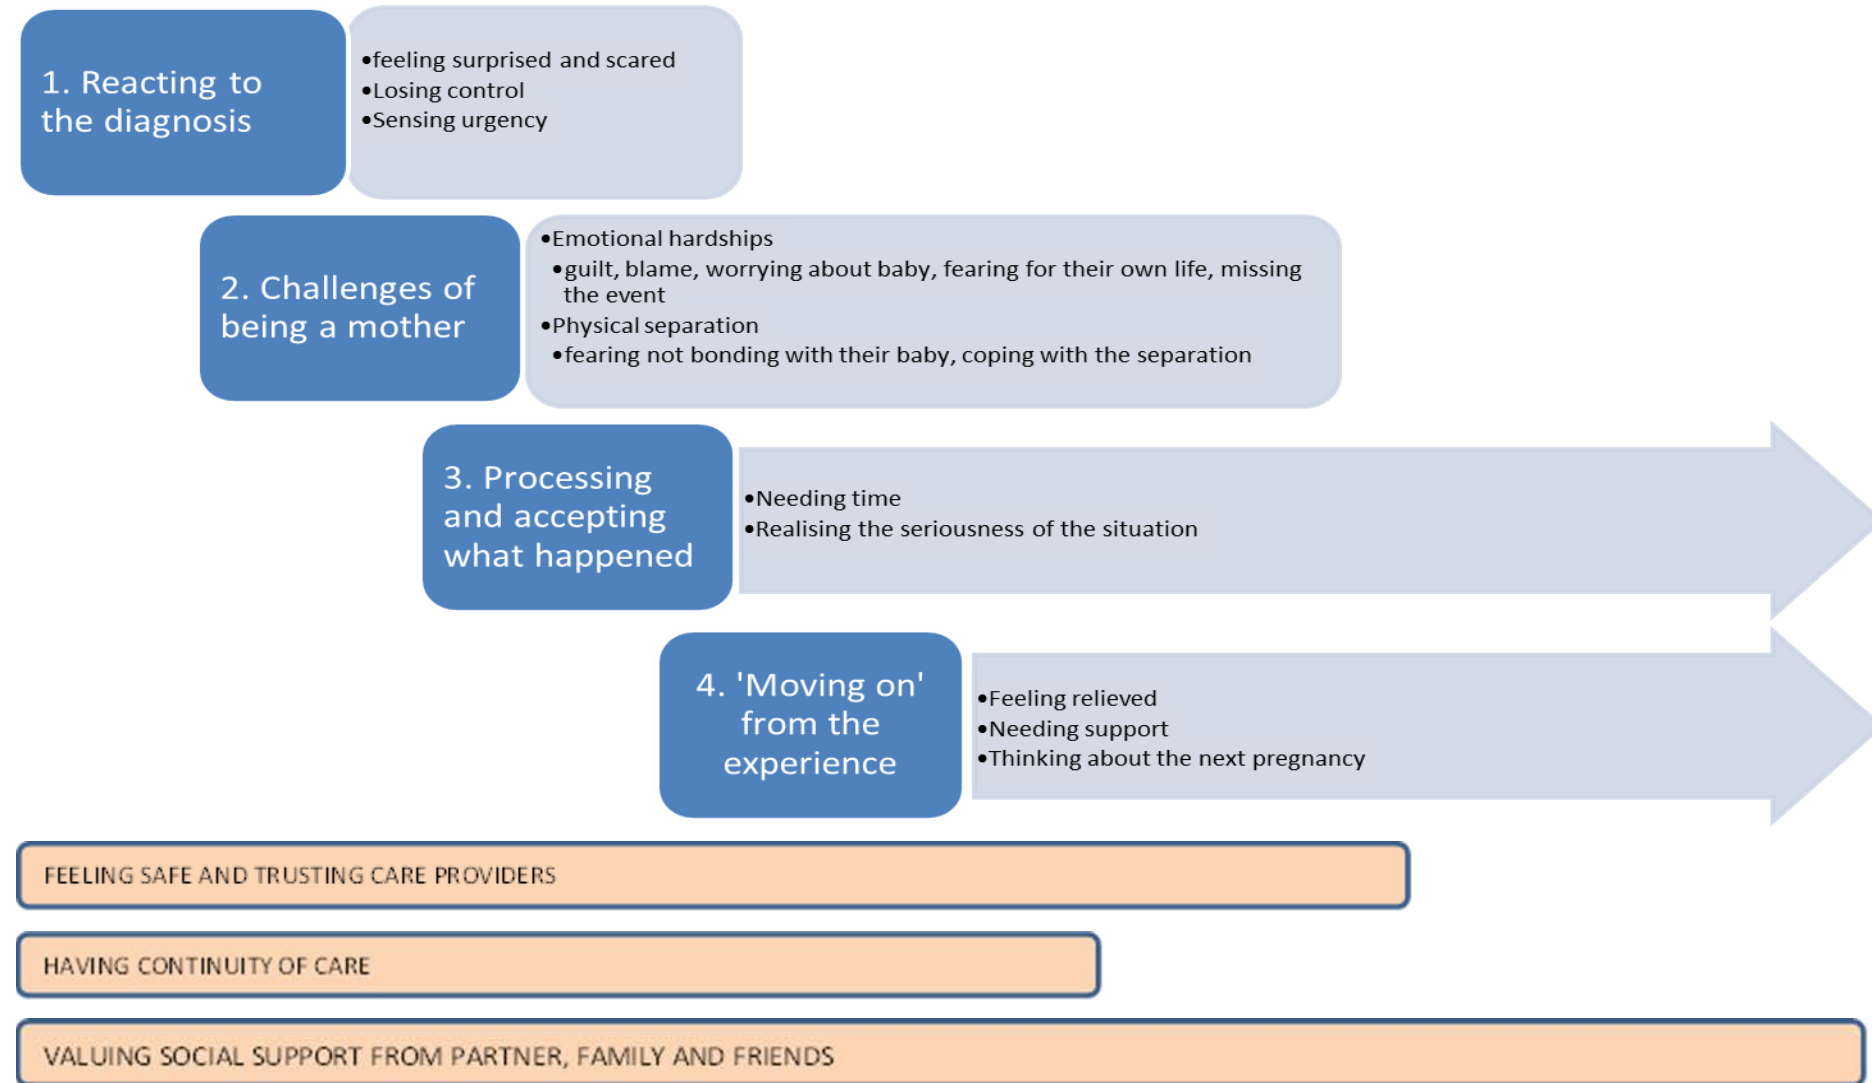 1. Reacting to
the diagnosis
•feeling surprised and scared
•Losing control
•Sensing urgency
2. Challenges of
being a mother
•Emotional hardships
•guilt, blame, worrying about baby, fearing for their own life, missing
the event
•Physical separation
•fearing not bonding with their baby, coping with the separation
3. Processing
and accepting
what happened
•Needing time
•Realising the seriousness of the situation
4. 'Moving on'
from the
experience
•Feeling relieved
•Needing support
•Thinking about the next pregnancy
FEELING SAFE AND TRUSTING CARE PROVIDERS
HAVING CONTINUITY OF CARE
VALUING SOCIAL SUPPORT FROM PARTNER, FAMILY AND FRIENDS